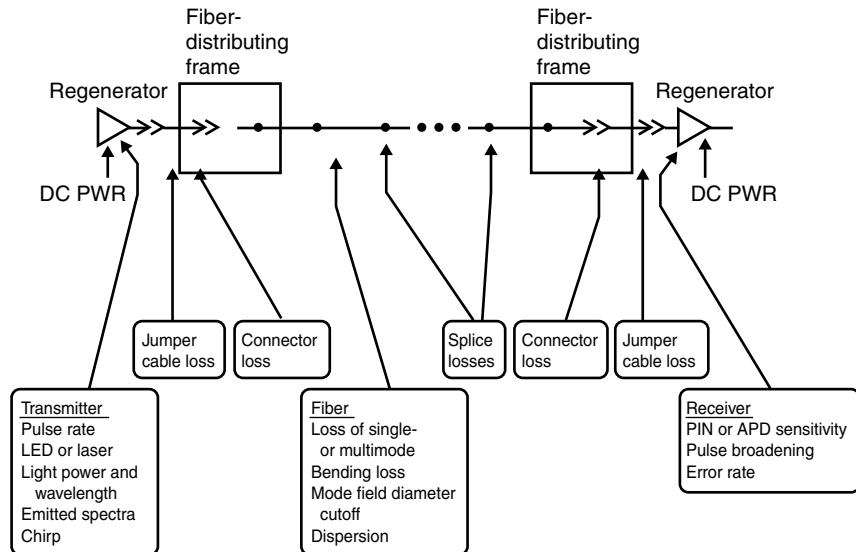 Fiber-
distributing
frame
Fiber-
distributing
frame
Regenerator
Regenerator
DC PWR
DC PWR
Jumper
cable loss
Connector
loss
Splice
losses
Connector
loss
Jumper
cable loss
Transmitter
Pulse rate
LED or laser
Light power and
wavelength
Emitted spectra
Chirp
Fiber
Loss of single-
or multimode
Bending loss
Mode field diameter
cutoff
Dispersion
Receiver
PIN or APD sensitivity
Pulse broadening
Error rate